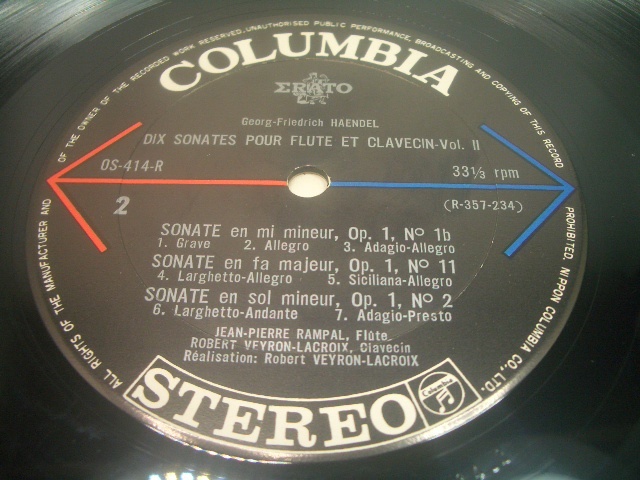 ALL RIGHTS OF THE MANUFACTURER AND OF THE OWNER OF THE RECORDED WORK RESERVED. UNAUTHORISED PUBLIC PERFORMANCE, BROADCASTING AND COPYING OF THIS RECORD PROHIBITED. NIPPON COLUMBIA CO., LTD.
COLUMBIA
ERATO
Georg-Friedrich HAENDEL
DIX SONATES POUR FLUTE ET CLAVECIN-Vol. II
OS-414-R
33⅓ rpm
2
(R-357-234)
SONATE en mi mineur, Op. 1, Nº 1b
1. Grave 2. Allegro 3. Adagio-Allegro
SONATE en fa majeur, Op. 1, Nº 11
4. Larghetto-Allegro 5. Siciliana-Allegro
SONATE en sol mineur, Op. 1, Nº 2
6. Larghetto-Andante 7. Adagio-Presto
JEAN-PIERRE RAMPAL, Flûte
ROBERT VEYRON-LACROIX, Clavecin
Réalisation: Robert VEYRON-LACROIX
STEREO
Columbia